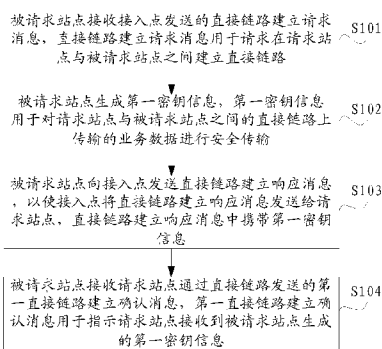 被请求站点接收接入点发送的直接链路建立请求
消息，直接链路建立请求消息用于请求在请求站
点与被请求站点之间建立直接链路
S101
被请求站点生成第一密钥信息，第一密钥信息
用于对请求站点与被请求站点之间的直接链路上
传输的业务数据进行安全传输
S102
被请求站点向接入点发送直接链路建立响应消息
，以使接入点将直接链路建立响应消息发送给请
求站点，直接链路建立响应消息中携带第一密钥
信息
S103
被请求站点接收请求站点通过直接链路发送的第
一直接链路建立确认消息，第一直接链路建立确
认消息用于指示请求站点接收到被请求站点生成
的第一密钥信息
S104